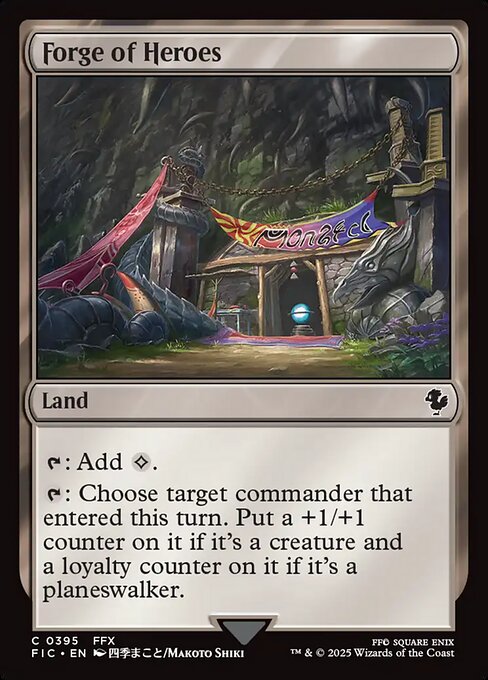 Forge of Heroes
Land
: Add .
: Choose target commander that
entered this turn. Put a +1/+1
counter on it if it's a creature and
a loyalty counter on it if it's a
planeswalker.
C 0395 FFX
FIC • EN 四季まこと/Makoto Shiki
FF© SQUARE ENIX
™ & © 2025 Wizards of the Coast